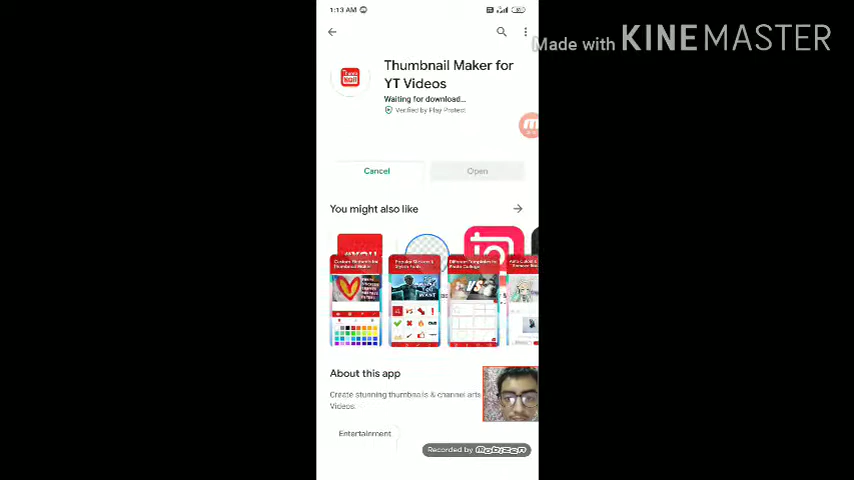 1:13 AM
Made with KINEMASTER
Thumbnail Maker for
YT Videos
Waiting for download...
Verified by Play Protect
Cancel
Open
You might also like
VS
About this app
Create stunning thumbnails & channel arts
Videos.
Entertainment
Recorded by mobizen